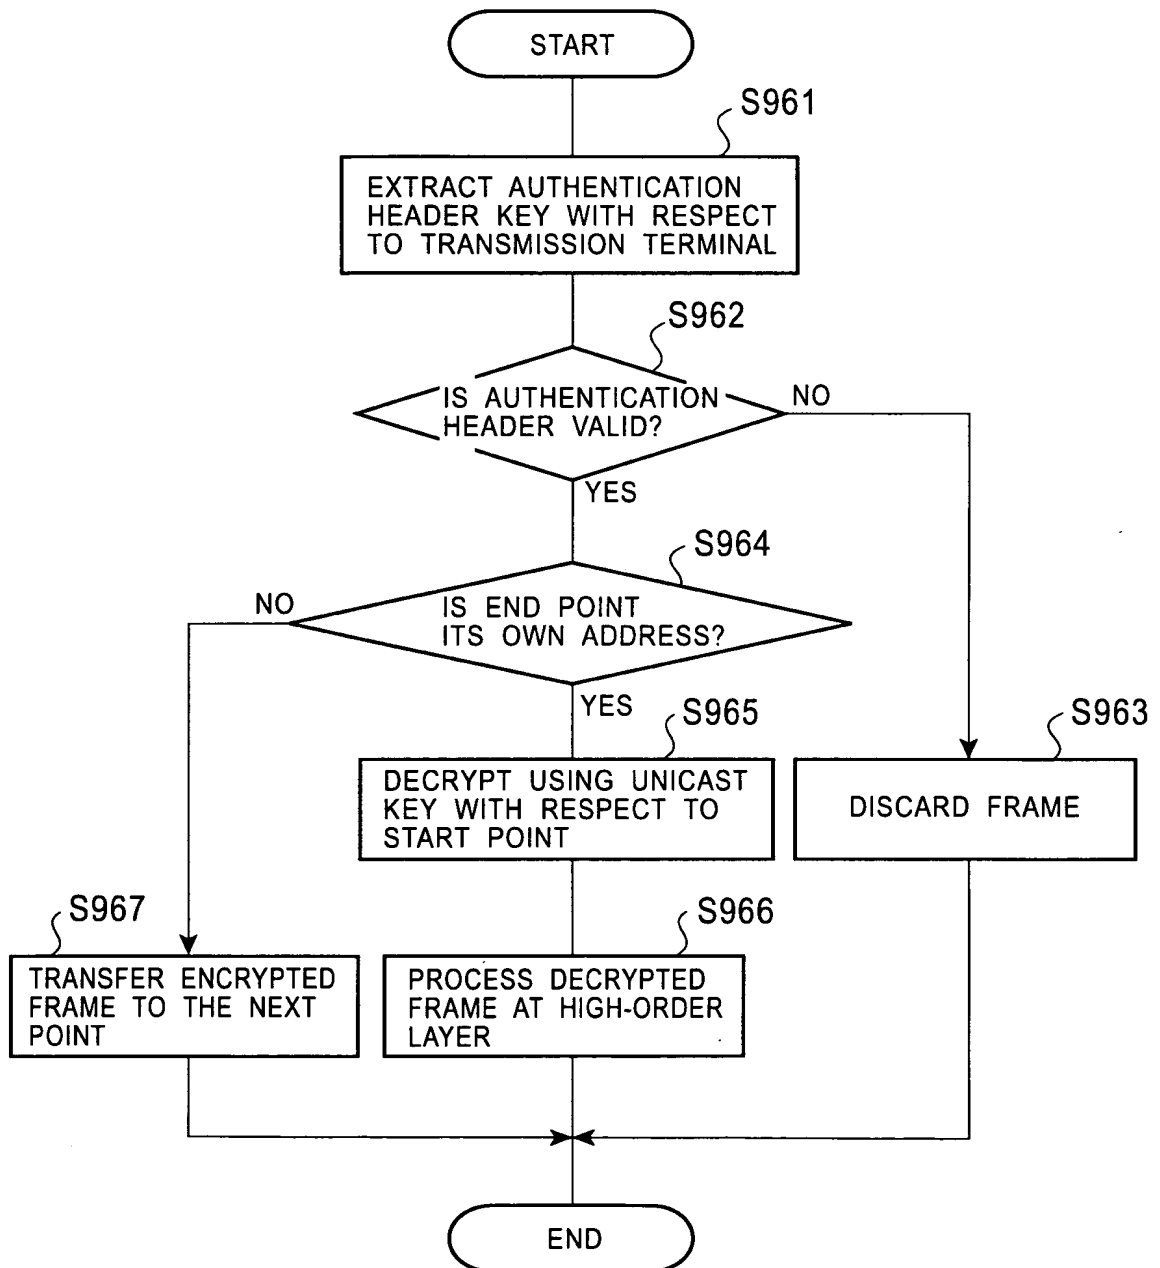 START
S961
EXTRACT AUTHENTICATION
HEADER KEY WITH RESPECT
TO TRANSMISSION TERMINAL
S962
IS AUTHENTICATION
HEADER VALID?
NO
YES
S964
NO
IS END POINT
ITS OWN ADDRESS?
YES
S965
S963
DECRYPT USING UNICAST
KEY WITH RESPECT TO
START POINT
DISCARD FRAME
S967
S966
TRANSFER ENCRYPTED
FRAME TO THE NEXT
POINT
PROCESS DECRYPTED
FRAME AT HIGH-ORDER
LAYER
END